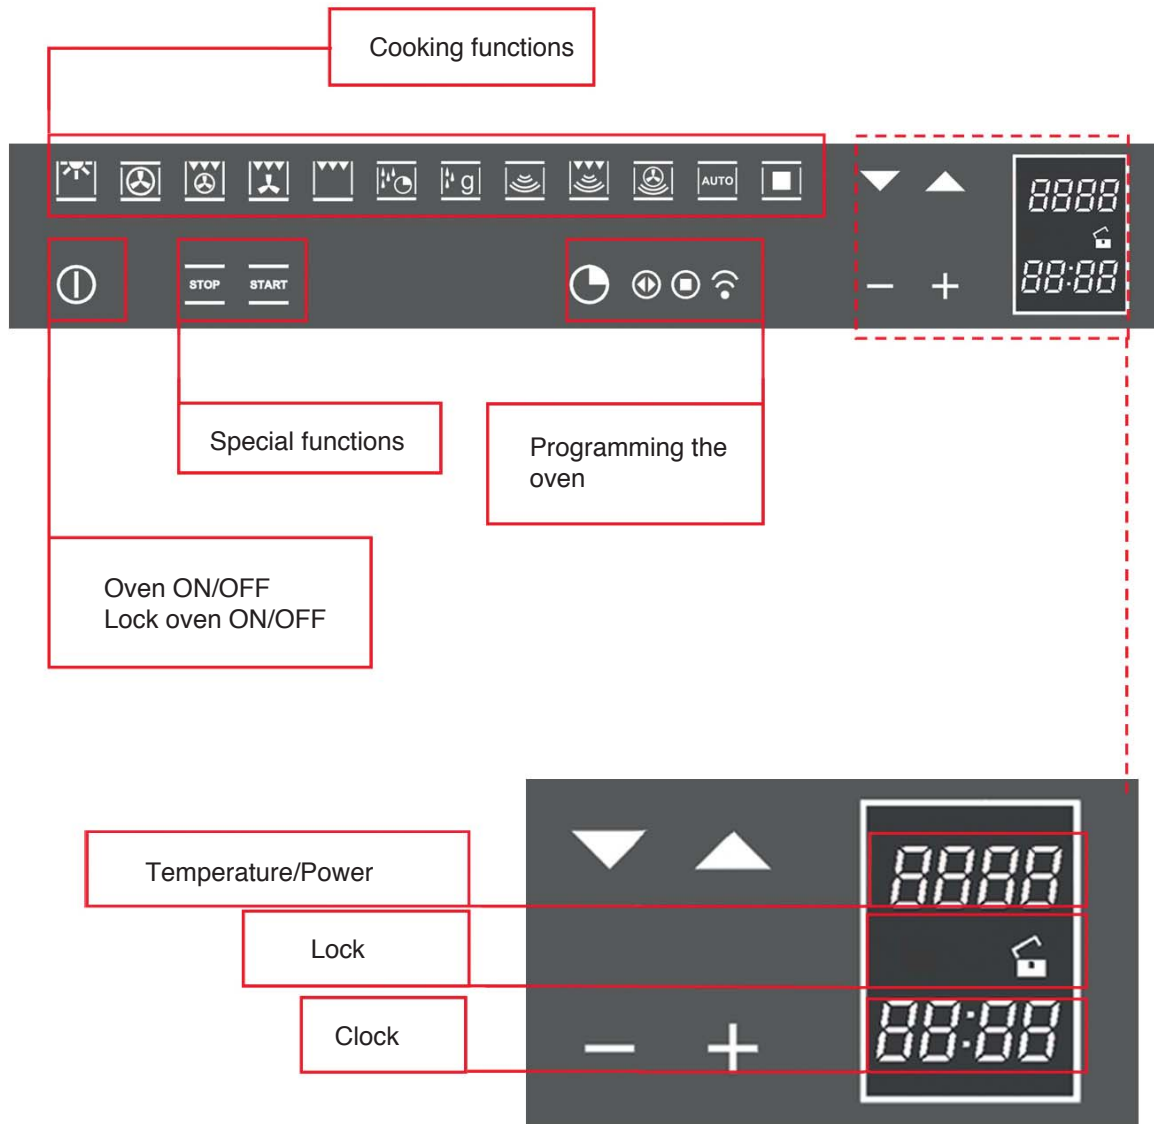 Cooking functions
g
AUTO
8888
STOP
START
88:88
Special functions
Programming the
oven
Oven ON/OFF
Lock oven ON/OFF
Temperature/Power
8888
Lock
Clock
88:88